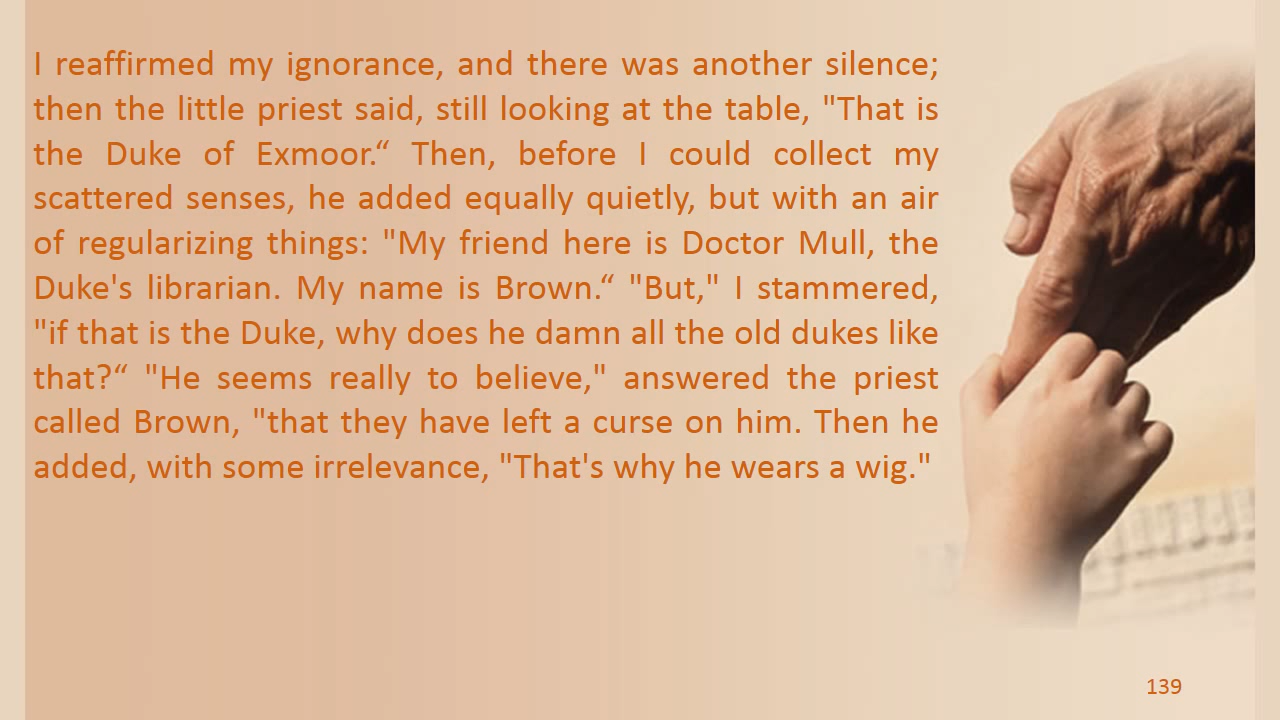 I reaffirmed my ignorance, and there was another silence;
then the little priest said, still looking at the table, "That is
the Duke of Exmoor.“ Then, before I could collect my
scattered senses, he added equally quietly, but with an air
of regularizing things: "My friend here is Doctor Mull, the
Duke's librarian. My name is Brown.“ "But," I stammered,
"if that is the Duke, why does he damn all the old dukes like
that?“ "He seems really to believe," answered the priest
called Brown, "that they have left a curse on him. Then he
added, with some irrelevance, "That's why he wears a wig."
139